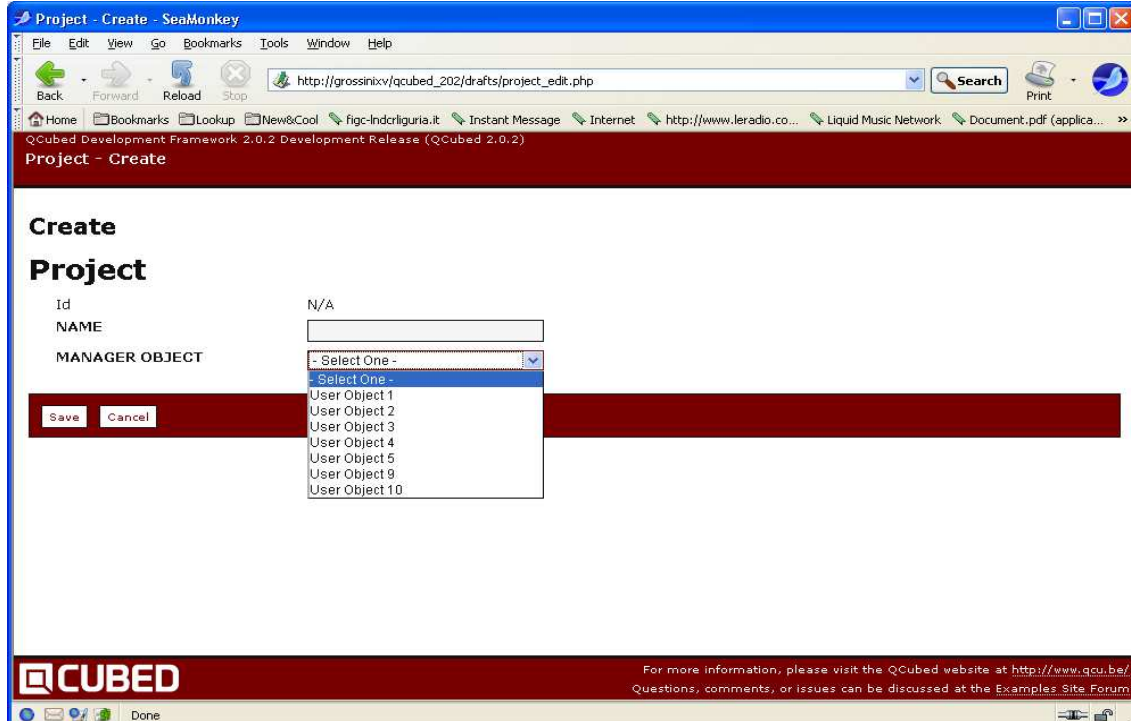 Project - Create - SeaMonkey
File Edit View Go Bookmarks Tools Window Help
Back Forward Reload Stop http://grossinixv/qcubed_202/drafts/project_edit.php Search Print
Home Bookmarks Lookup New&Cool figc-lndcrliguria.it Instant Message Internet http://www.leradio.co... Liquid Music Network Document.pdf (applica... »
QCubed Development Framework 2.0.2 Development Release (QCubed 2.0.2)
Project - Create
Create
Project
Id N/A
NAME
MANAGER OBJECT - Select One -
- Select One -
User Object 1
User Object 2
User Object 3
User Object 4
User Object 5
User Object 9
User Object 10
Save Cancel
QCUBED
For more information, please visit the QCubed website at http://www.qcu.be/
Questions, comments, or issues can be discussed at the Examples Site Forum
Done